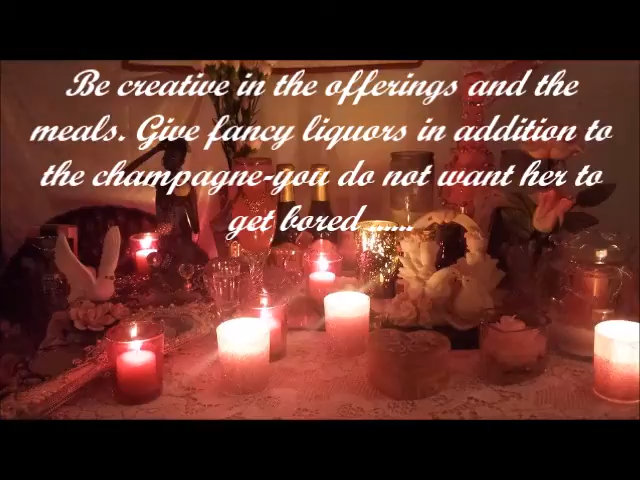 Be creative in the offerings and the
meals. Give fancy liquors in addition to
the champagne-you do not want her to
get bored ......